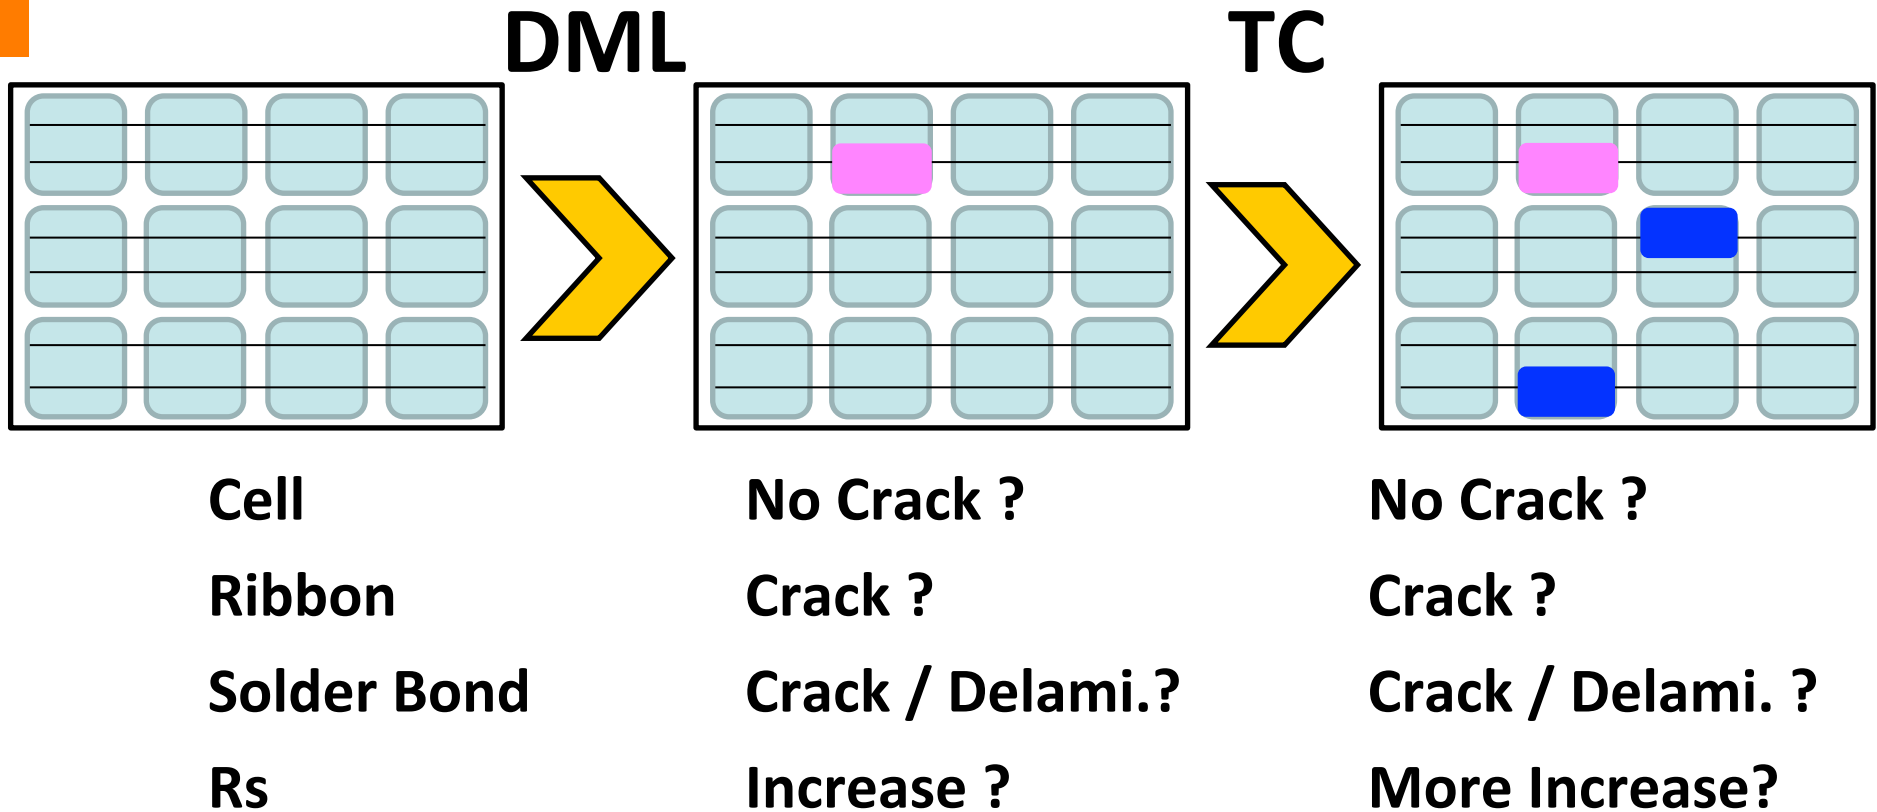 DML TC
Cell No Crack ? No Crack ?
Ribbon Crack ? Crack ?
Solder Bond Crack / Delami.? Crack / Delami. ?
Rs Increase ? More Increase?